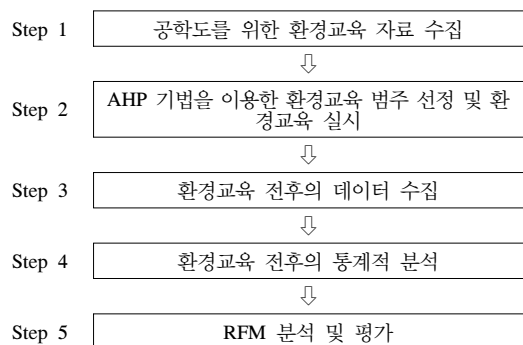 Step 1 공학도를 위한 환경교육 자료 수집
Step 2 AHP 기법을 이용한 환경교육 범주 선정 및 환
경교육 실시
Step 3 환경교육 전후의 데이터 수집
Step 4 환경교육 전후의 통계적 분석
Step 5 RFM 분석 및 평가